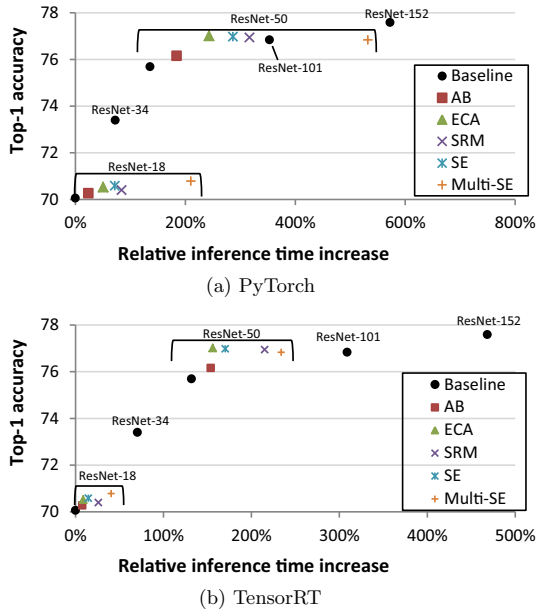 78
76
74
72
70
Top-1 accuracy
ResNet-50
ResNet-152
ResNet-101
ResNet-34
ResNet-18
Baseline
AB
ECA
SRM
SE
Multi-SE
0% 200% 400% 600% 800%
Relative inference time increase
(a) PyTorch
78
76
74
72
70
Top-1 accuracy
ResNet-50
ResNet-101
ResNet-152
ResNet-34
ResNet-18
Baseline
AB
ECA
SRM
SE
Multi-SE
0% 100% 200% 300% 400% 500%
Relative inference time increase
(b) TensorRT